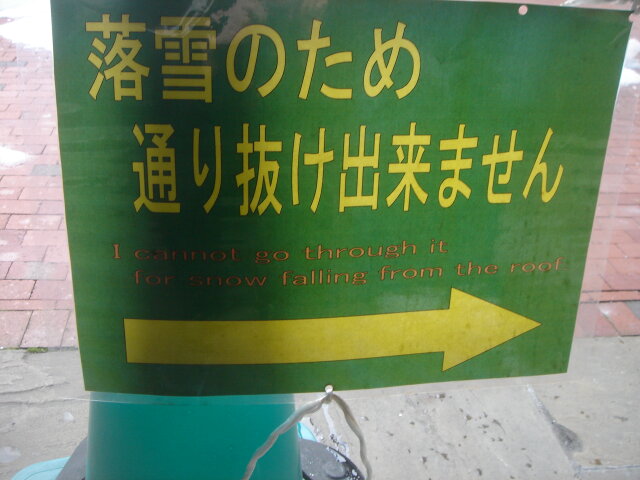 落雪のため
通り抜け出来ません
I cannot go through it
for snow falling from the roof